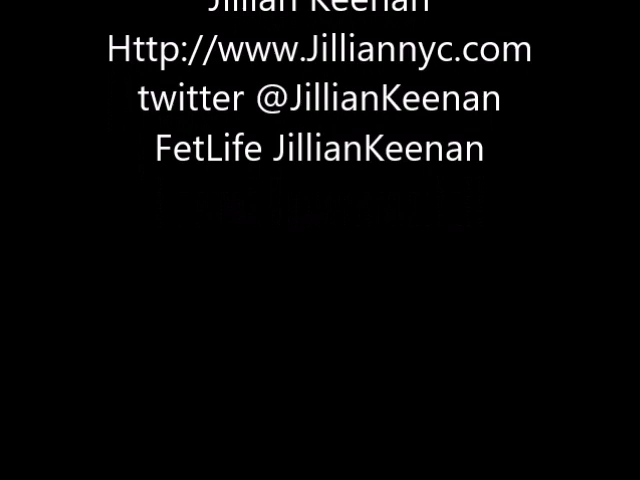 Jillian Keenan
Http://www.Jilliannyc.com
twitter @JillianKeenan
FetLife JillianKeenan